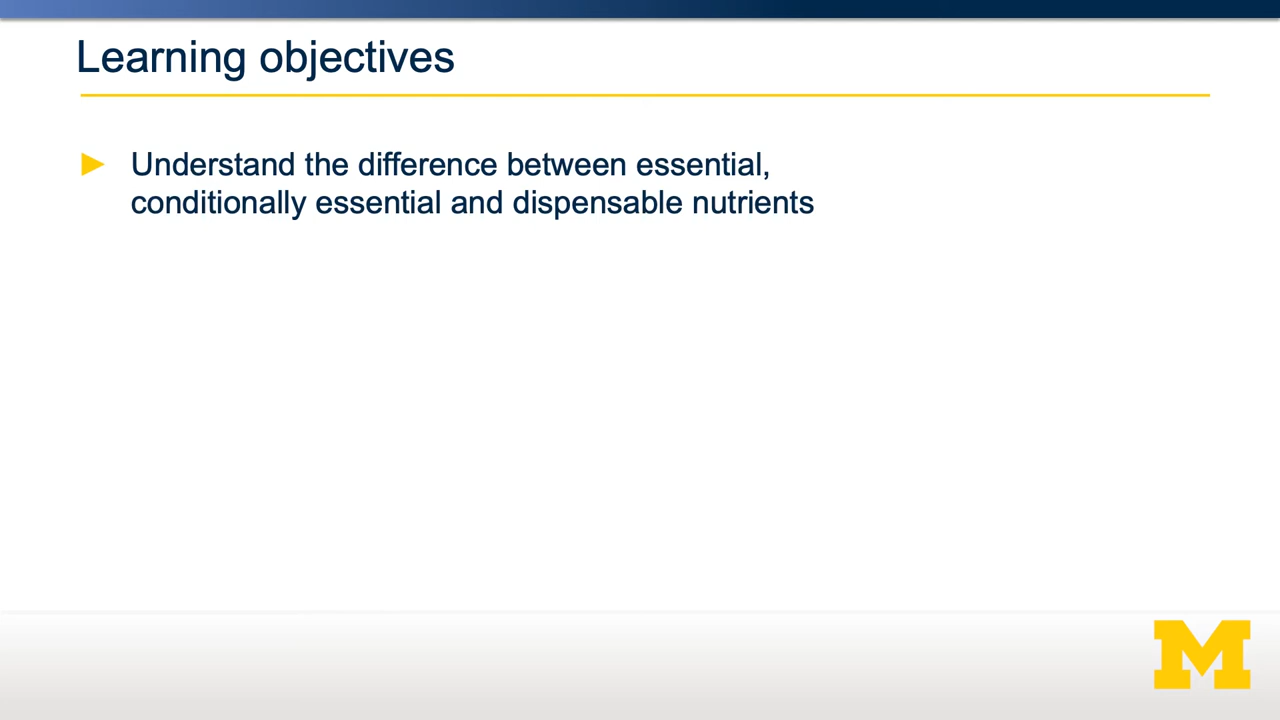 Learning objectives
Understand the difference between essential,
conditionally essential and dispensable nutrients
M